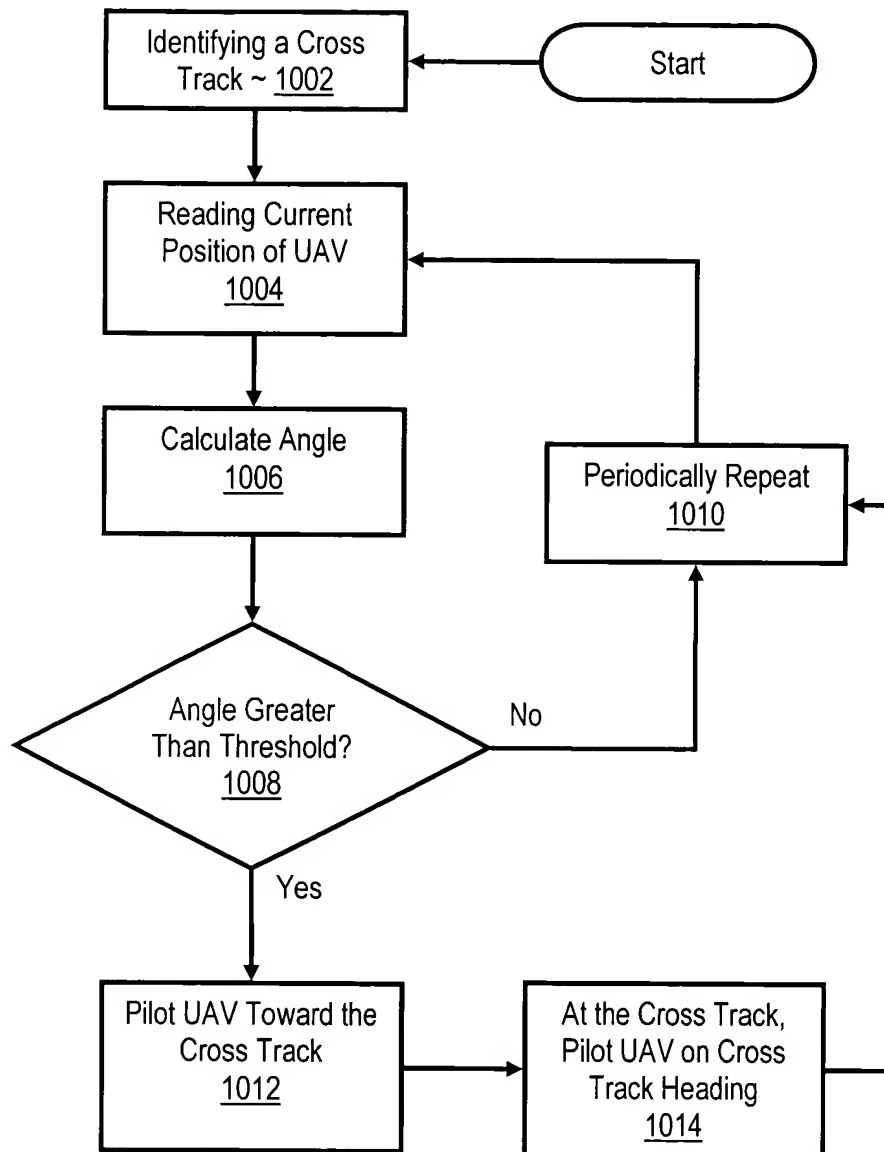 Start
Identifying a Cross
Track ~ 1002
Reading Current
Position of UAV
1004
Calculate Angle
1006
Periodically Repeat
1010
Angle Greater
Than Threshold?
1008
No
Yes
Pilot UAV Toward the
Cross Track
1012
At the Cross Track,
Pilot UAV on Cross
Track Heading
1014